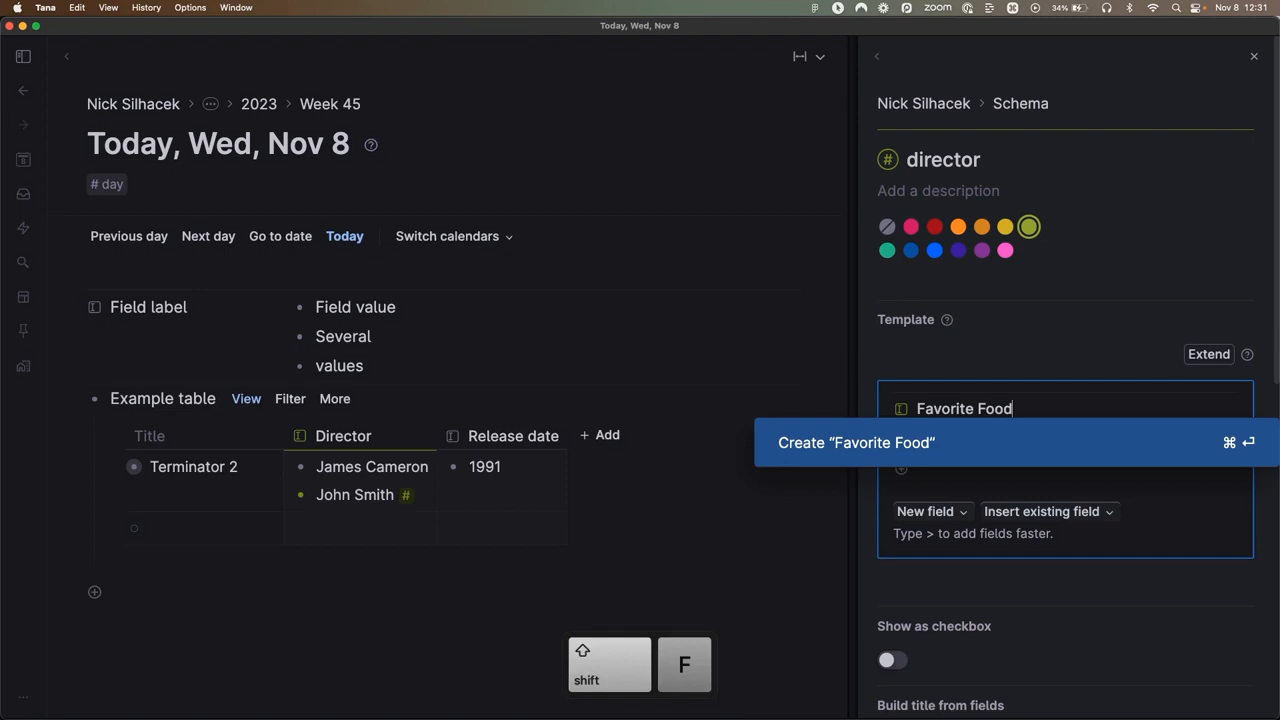 Tana Edit View History Options Window
zoom 34% Nov 8 12:31
Today, Wed, Nov 8
Nick Silhacek > > 2023 > Week 45
Today, Wed, Nov 8 ?
# day
Previous day Next day Go to date Today Switch calendars
Field label Field value
Several
values
Example table View Filter More
Title Director Release date + Add
Terminator 2 James Cameron 1991
John Smith #
Nick Silhacek > Schema
# director
Add a description
Template ?
Extend ?
Favorite Food
Create “Favorite Food”
New field Insert existing field
Type > to add fields faster.
Show as checkbox
Build title from fields
shift F